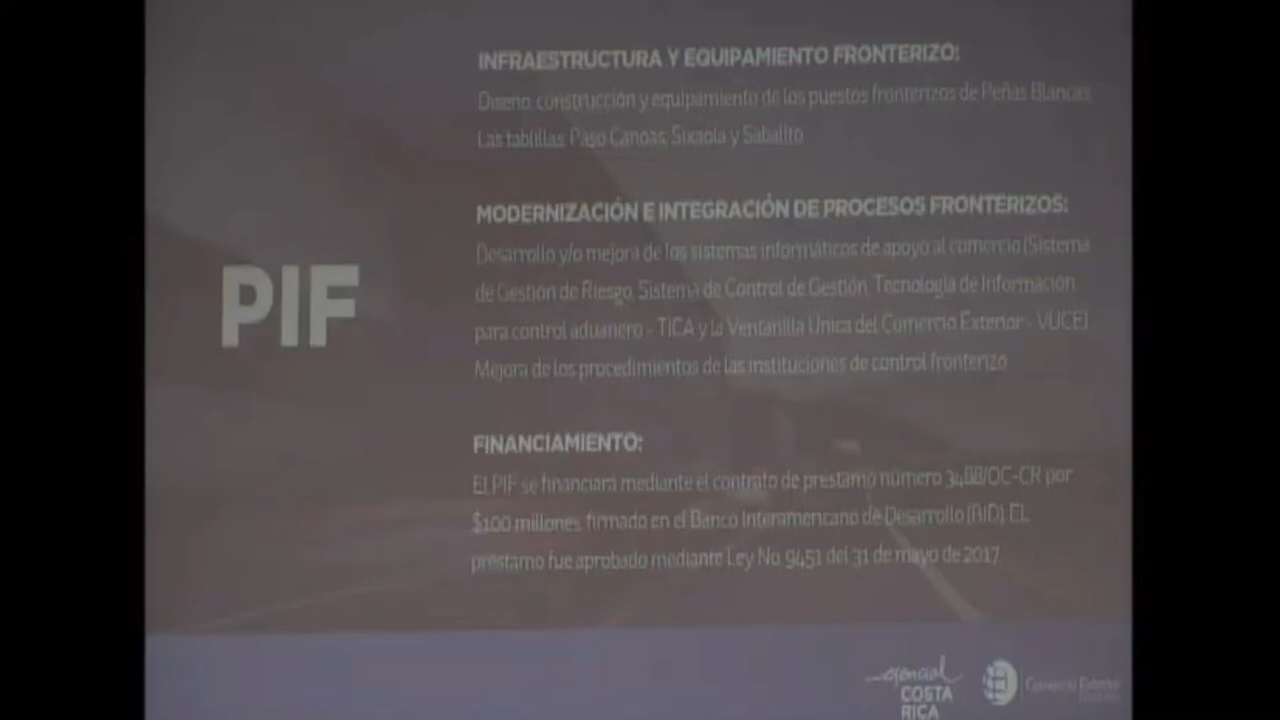 INFRAESTRUCTURA Y EQUIPAMIENTO FRONTERIZO:
Diseno, construcción y equipamiento de los puestos fronterizos de Peñas Blancas,
Las tablillas, Paso Canoas, Sixaola y Sabalito
MODERNIZACIÓN E INTEGRACIÓN DE PROCESOS FRONTERIZOS:
Desarrollo y/o mejora de los sistemas informáticos de apoyo al comercio (Sistema
de Gestión de Riesgo, Sistema de Control de Gestión, Tecnología de Información
PIF
para control aduanero - TICA y la Ventanilla Única del Comercio Exterior - VUCE)
Mejora de los procedimientos de las instituciones de control fronterizo
FINANCIAMIENTO:
El PIF se financiará mediante el contrato de préstamo número 3488/OC-CR por
$100 millones, firmado en el Banco Interamericano de Desarrollo (BID). EL
préstamo fue aprobado mediante Ley No. 9451 del 31 de mayo de 2017
esencial
COSTA
RICA
Comercio Exterior